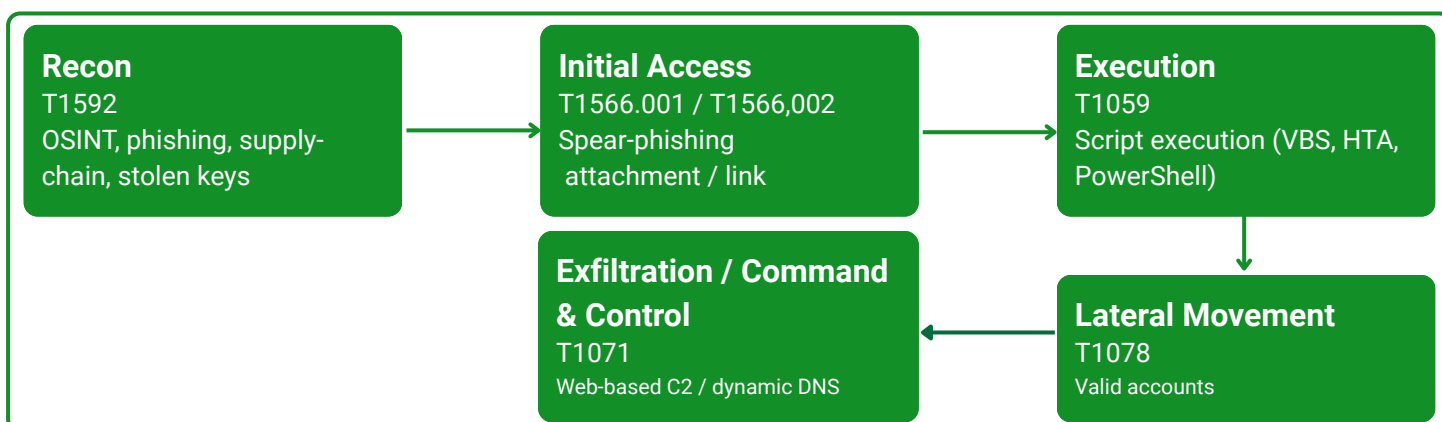 Recon
T1592
OSINT, phishing, supply-
chain, stolen keys
Initial Access
T1566.001 / T1566,002
Spear-phishing
attachment / link
Execution
T1059
Script execution (VBS, HTA,
PowerShell)
Lateral Movement
T1078
Valid accounts
Exfiltration / Command
& Control
T1071
Web-based C2 / dynamic DNS